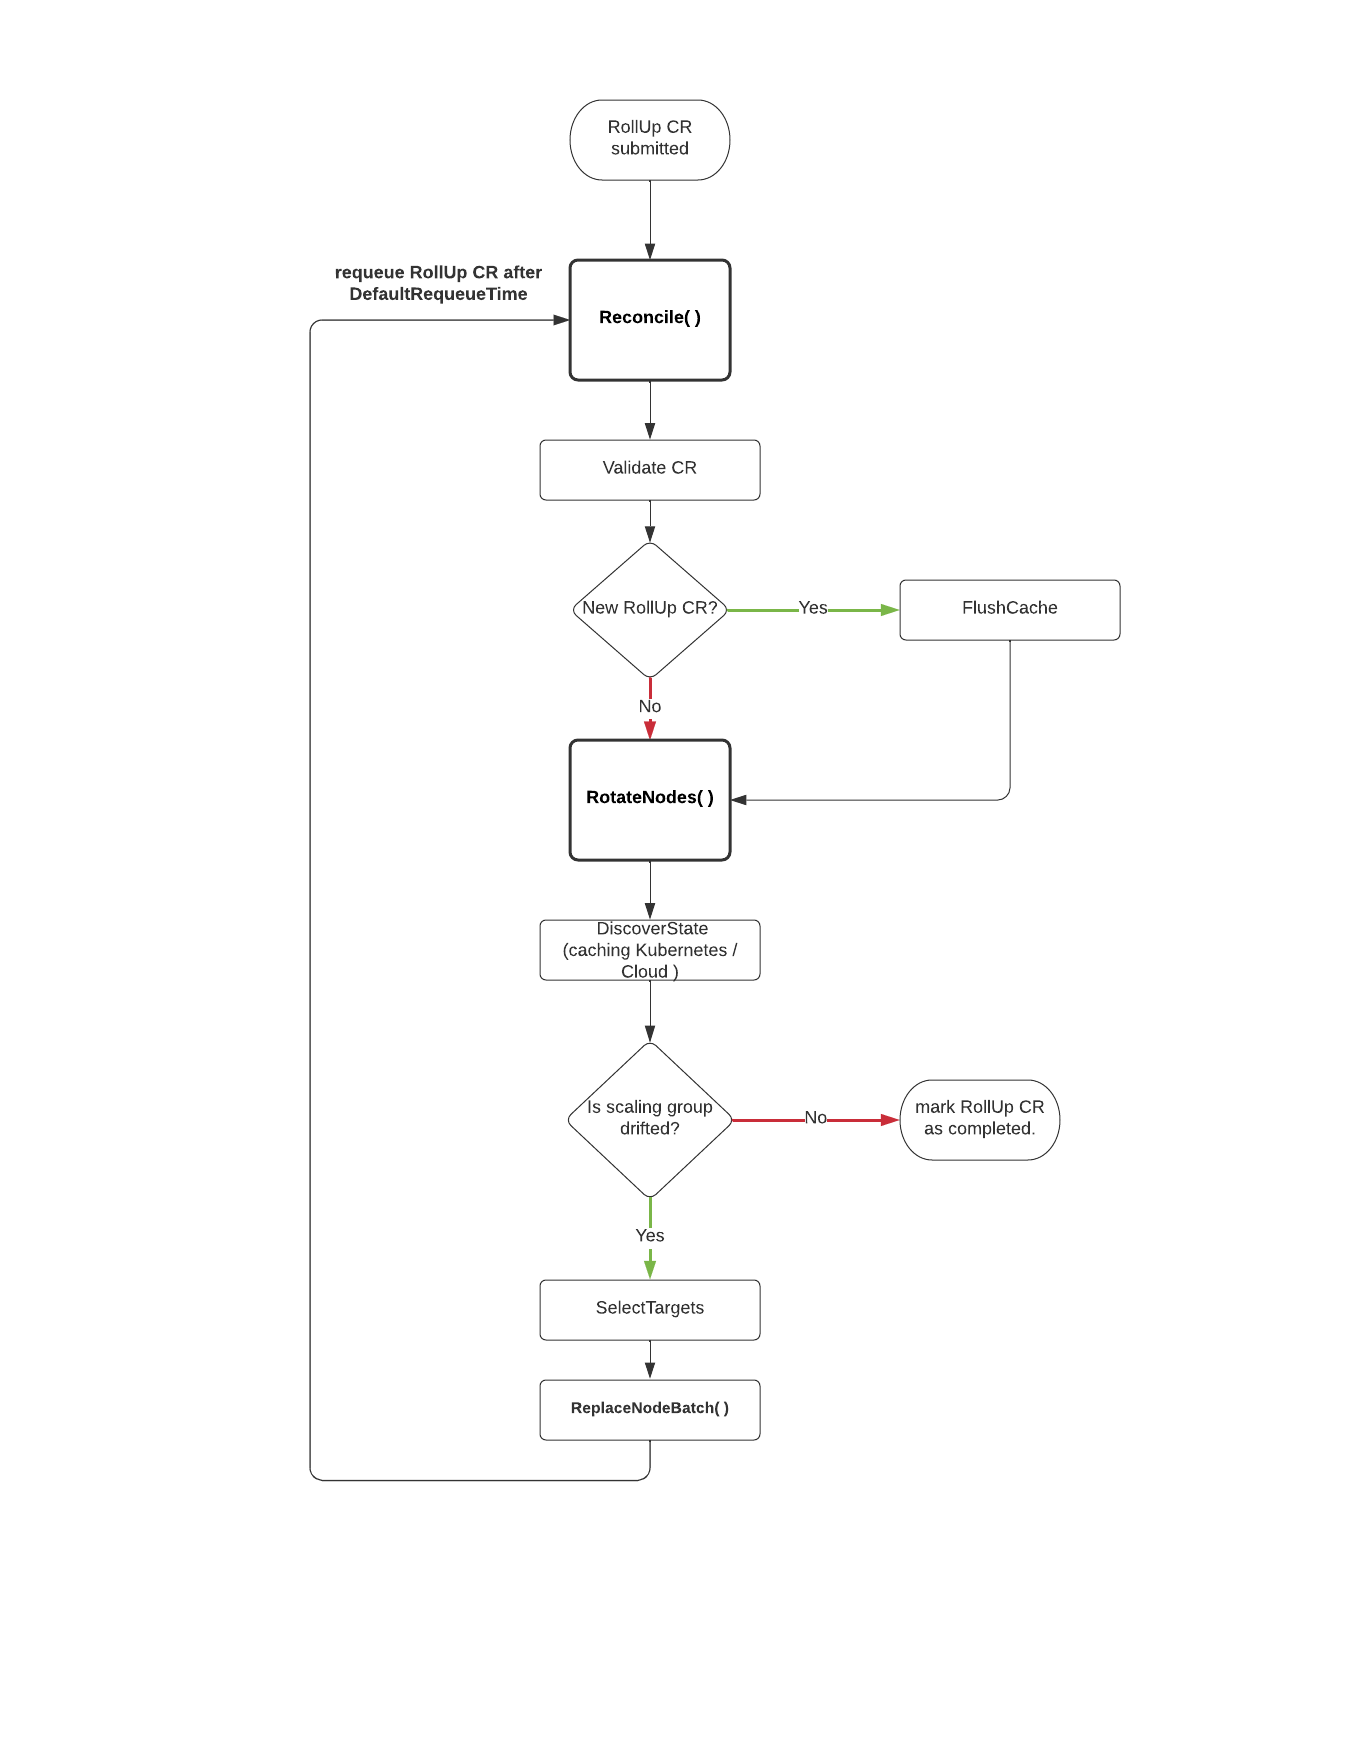 RollUp CR
submitted
requeue RollUp CR after
DefaultRequeueTime
Reconcile( )
Validate CR
New RollUp CR?
Yes
FlushCache
No
RotateNodes( )
DiscoverState
(caching Kubernetes /
Cloud )
Is scaling group
drifted?
No
mark RollUp CR
as completed.
Yes
SelectTargets
ReplaceNodeBatch( )